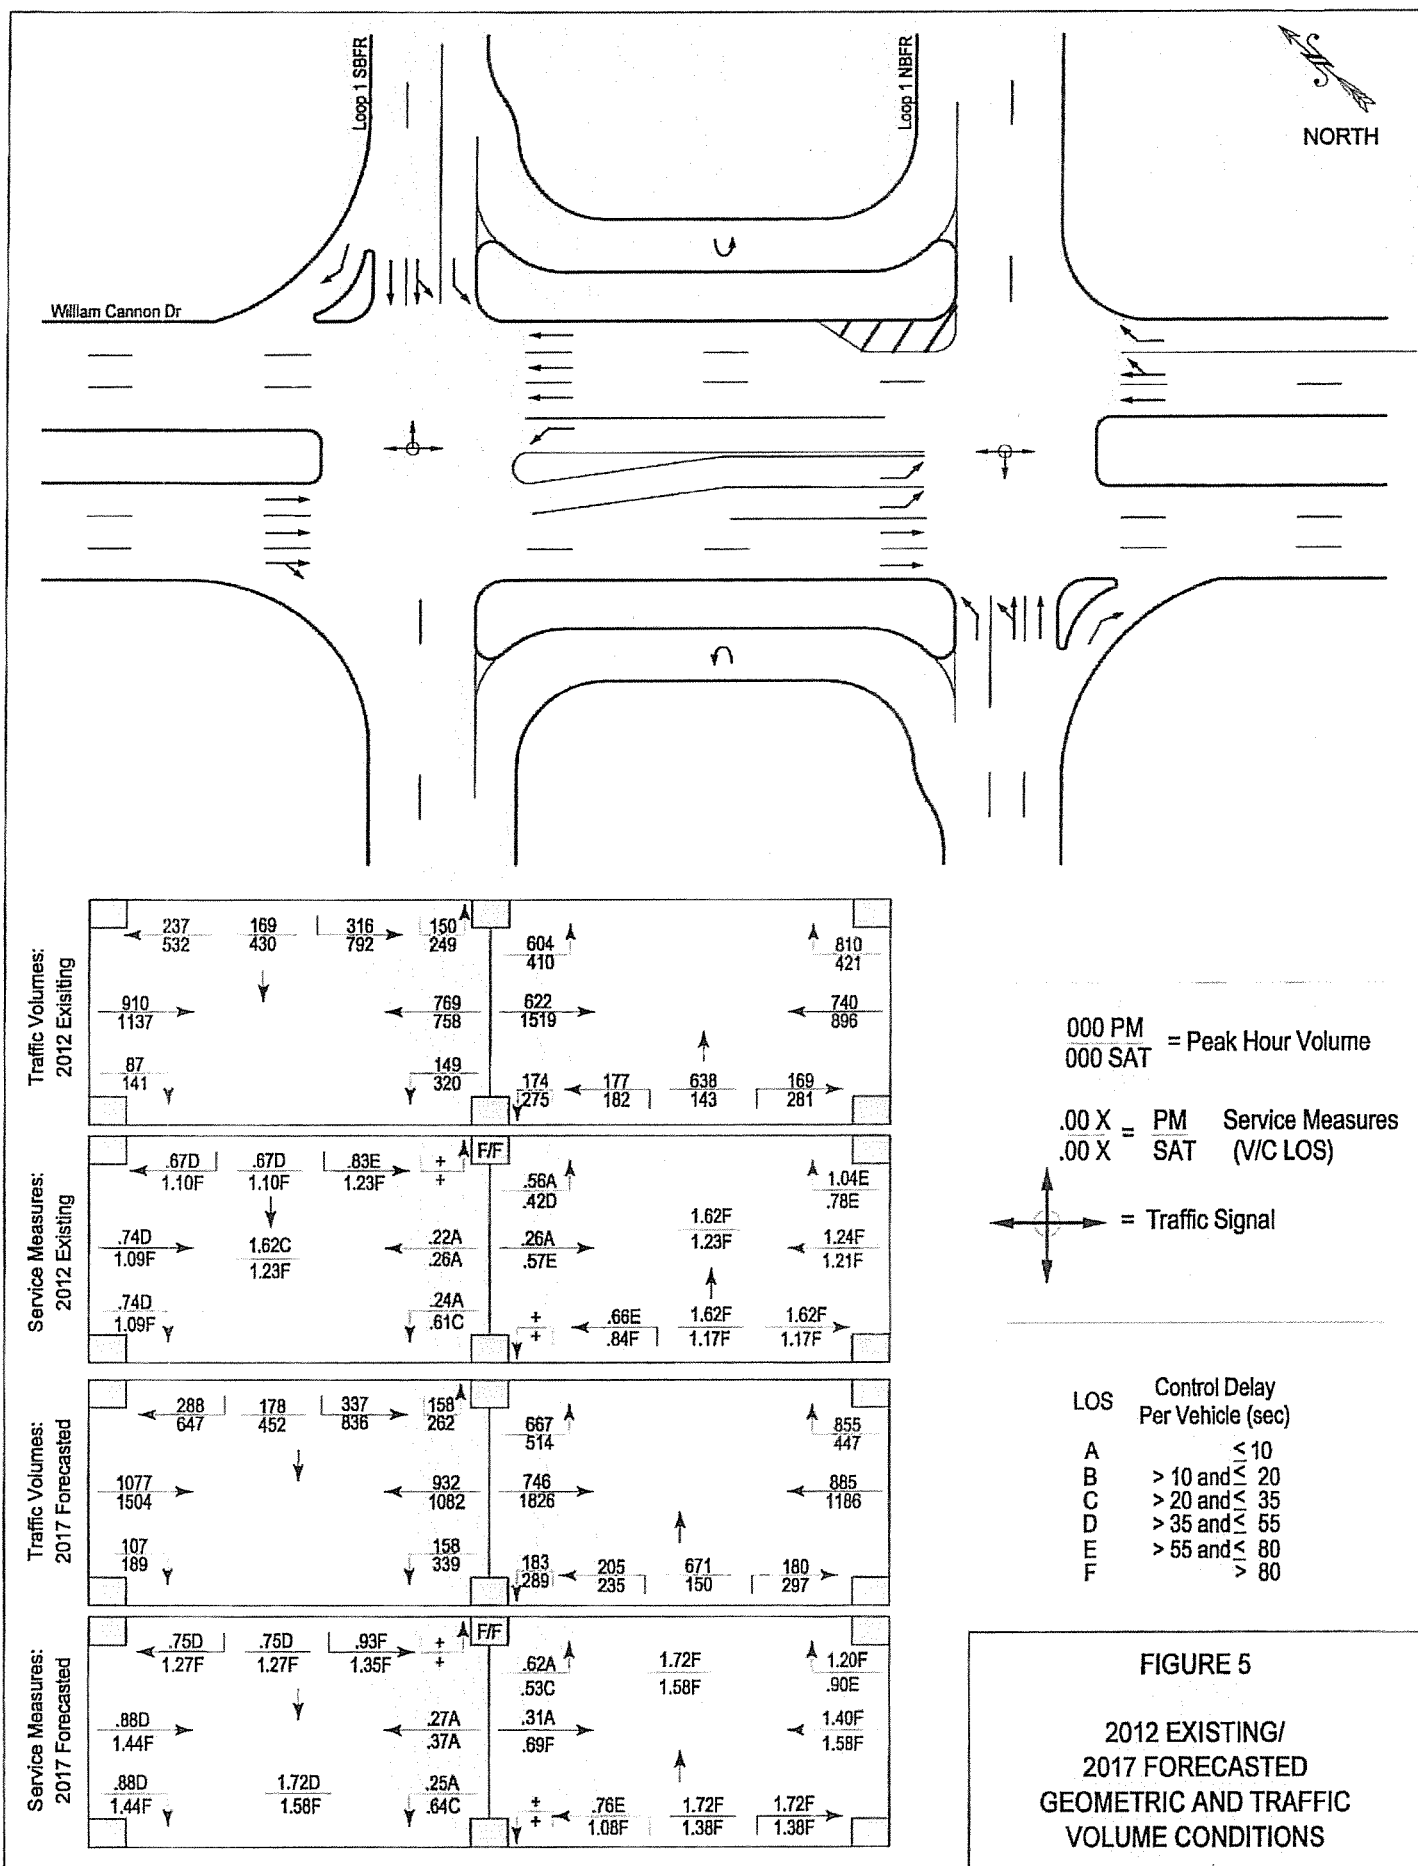 Loop 1 SBFR
Loop 1 NBFR
NORTH
William Cannon Dr
Traffic Volumes:
2012 Exisiting
237 169 316 150
532 430 792 249
604 810
410 421
910 769 622 740
1137 758 1519 896
87 149
141 320
174 177 638 169
275 182 143 281
000 PM
000 SAT
= Peak Hour Volume
.00 X = PM Service Measures
.00 X SAT (V/C LOS)
= Traffic Signal
Service Measures:
2012 Existing
.67D .67D .83E + F/F
1.10F 1.10F 1.23F +
.56A 1.04E
.42D .78E
1.62F
1.23F
.74D 1.62C .22A .26A 1.24F
1.09F 1.23F .26A .57E 1.21F
.74D .24A
1.09F .61C
+ .66E 1.62F 1.62F
+ .84F 1.17F 1.17F
Traffic Volumes:
2017 Forecasted
288 178 337 158
647 452 836 262
667 855
514 447
1077 932 746 885
1504 1082 1826 1186
107 158
189 339
183 205 671 180
289 235 150 297
LOS Control Delay
Per Vehicle (sec)
A ≤ 10
B > 10 and ≤ 20
C > 20 and ≤ 35
D > 35 and ≤ 55
E > 55 and ≤ 80
F > 80
Service Measures:
2017 Forecasted
.75D .75D .93F + F/F
1.27F 1.27F 1.35F +
.62A 1.72F 1.20F
.53C 1.58F .90E
.88D .27A .31A 1.40F
1.44F .37A .69F 1.58F
.88D 1.72D .25A
1.44F 1.58F .64C
+ .76E 1.72F 1.72F
+ 1.08F 1.38F 1.38F
FIGURE 5
2012 EXISTING/
2017 FORECASTED
GEOMETRIC AND TRAFFIC
VOLUME CONDITIONS